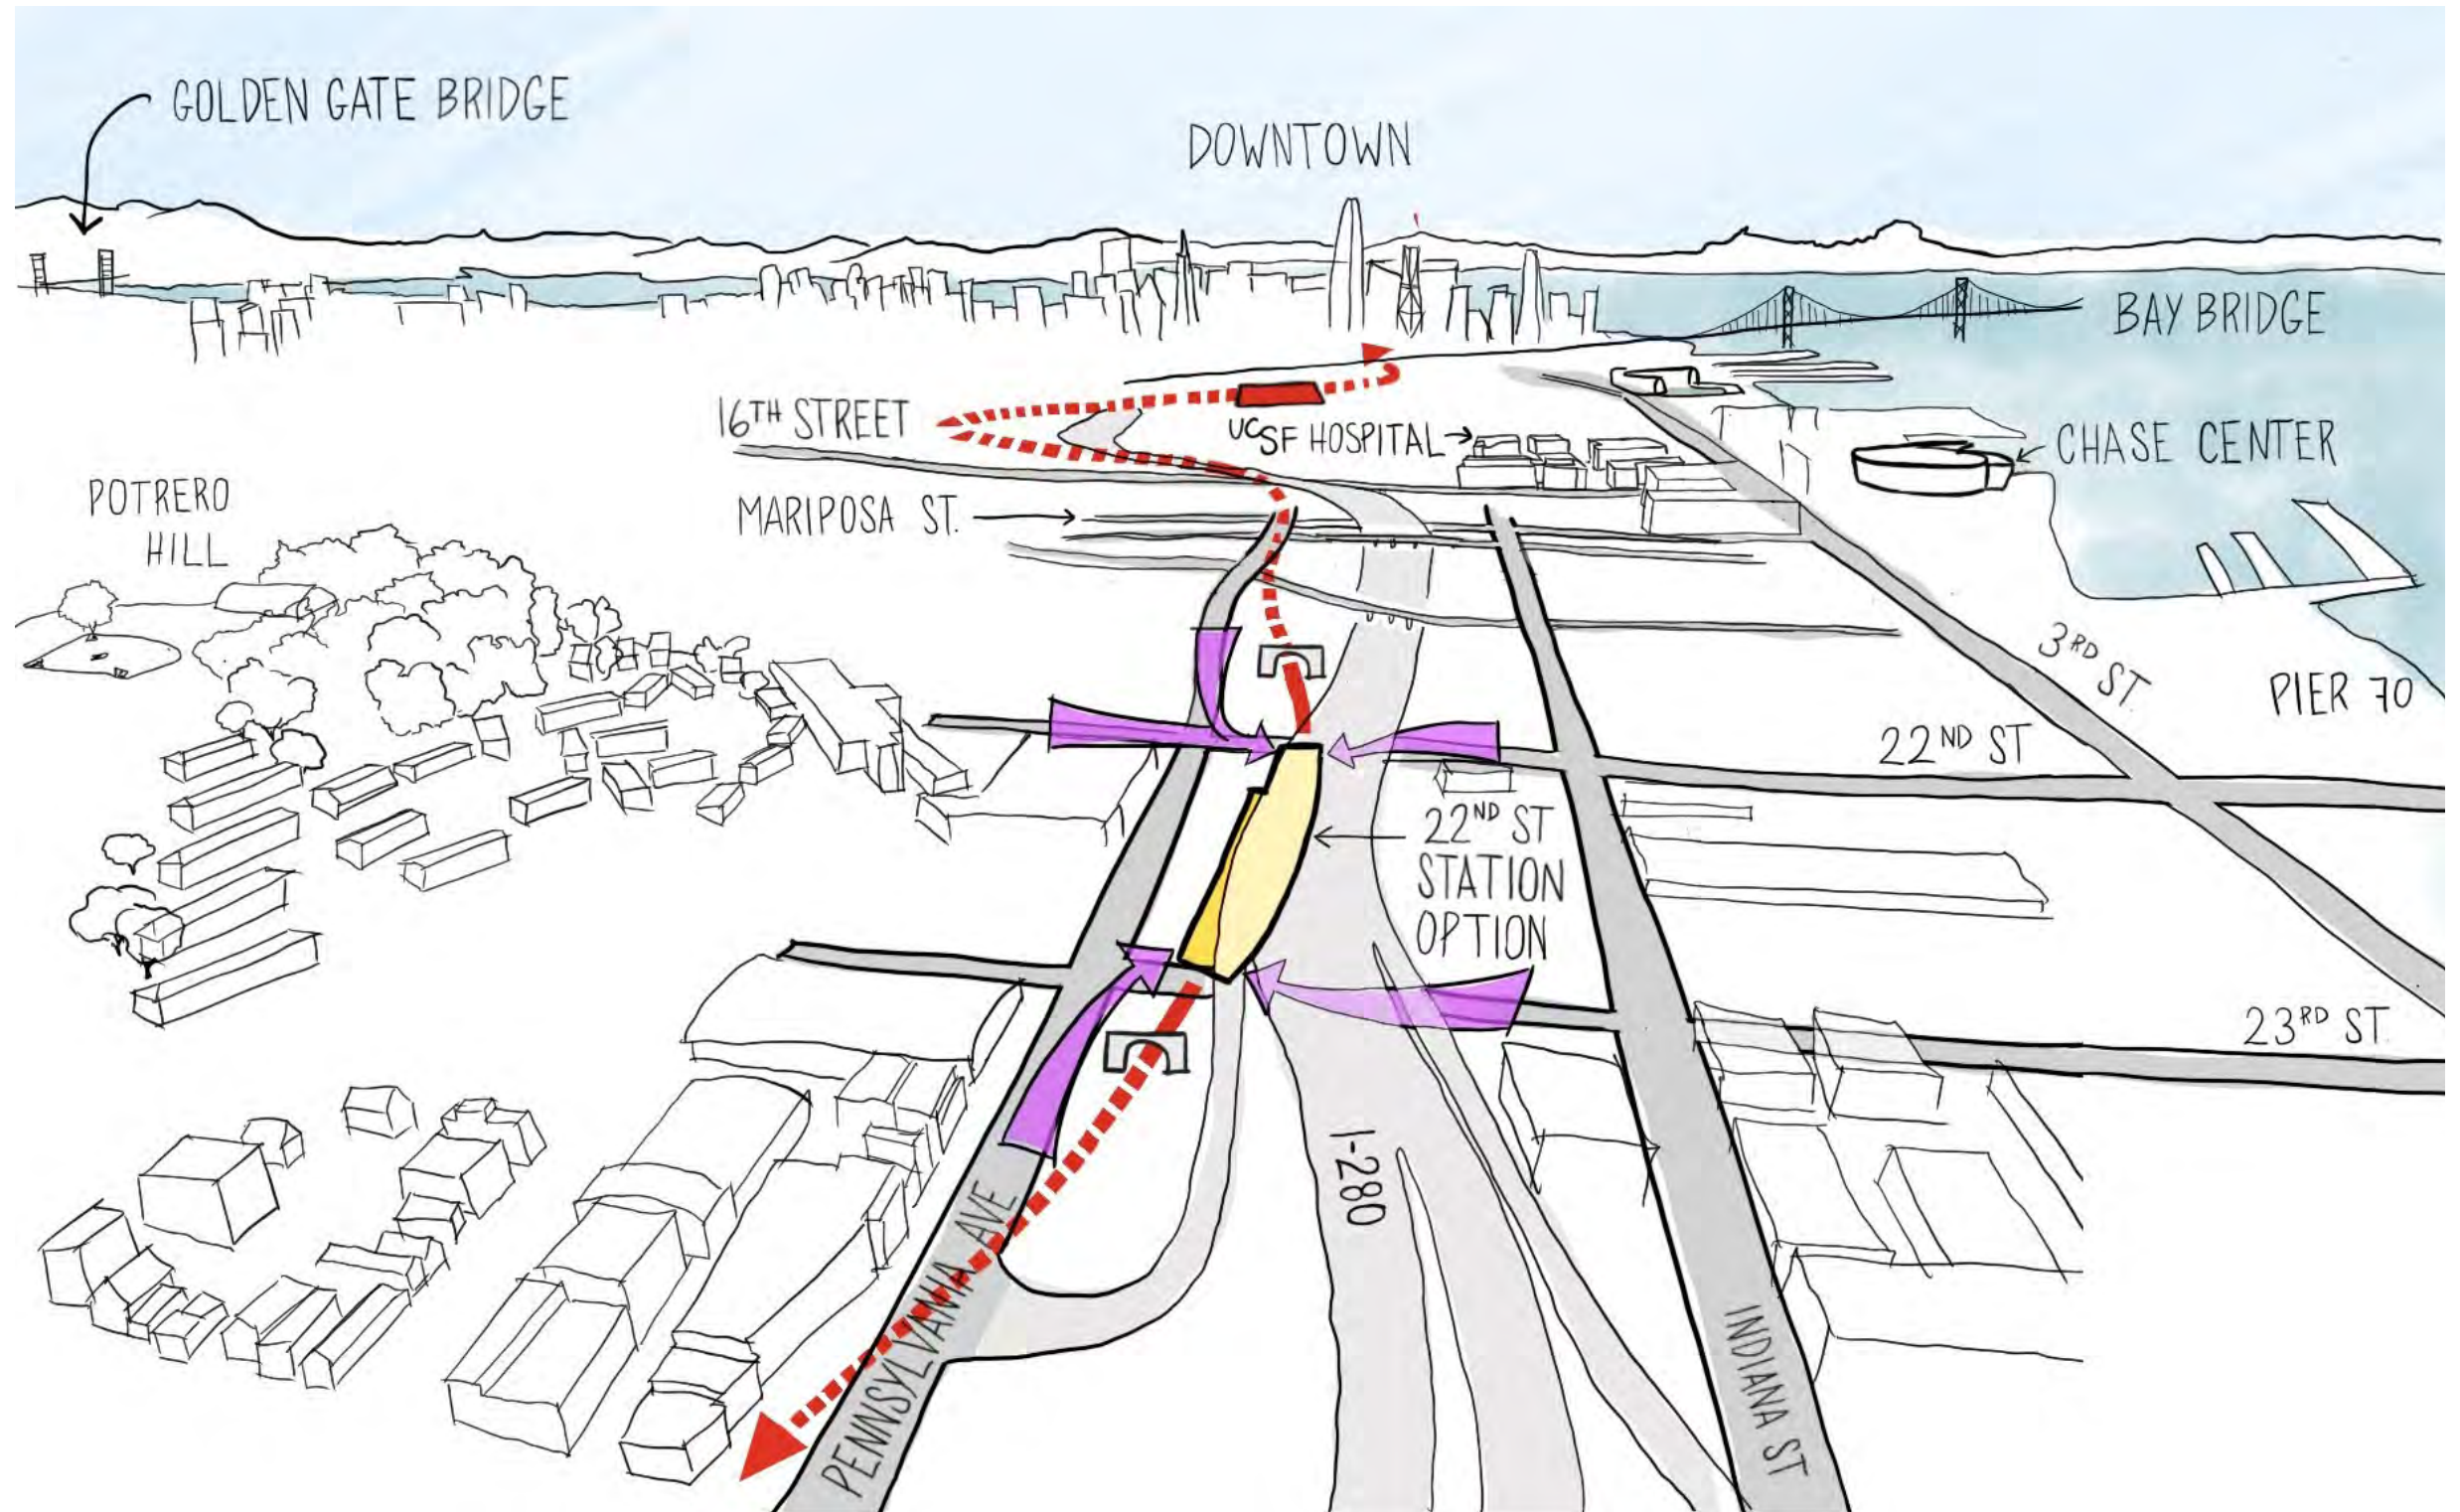 GOLDEN GATE BRIDGE
DOWNTOWN
BAY BRIDGE
16TH STREET
UCSF HOSPITAL
CHASE CENTER
POTRERO
HILL
MARIPOSA ST.
3RD ST.
PIER 70
22ND ST
22ND ST
STATION
OPTION
23RD ST.
I-280
PENNSYLVANIA AVE
INDIANA ST